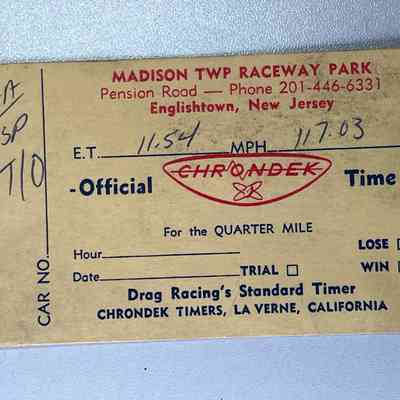 MADISON TWP RACEWAY PARK
Pension Road — Phone 201-446-6331
Englishtown, New Jersey
E.T. 11.54 MPH 117.03
-Official CHRONDEK Time
For the QUARTER MILE
Hour LOSE
Date TRIAL WIN
Drag Racing's Standard Timer
CHRONDEK TIMERS, LA VERNE, CALIFORNIA
CAR NO.
A
SP